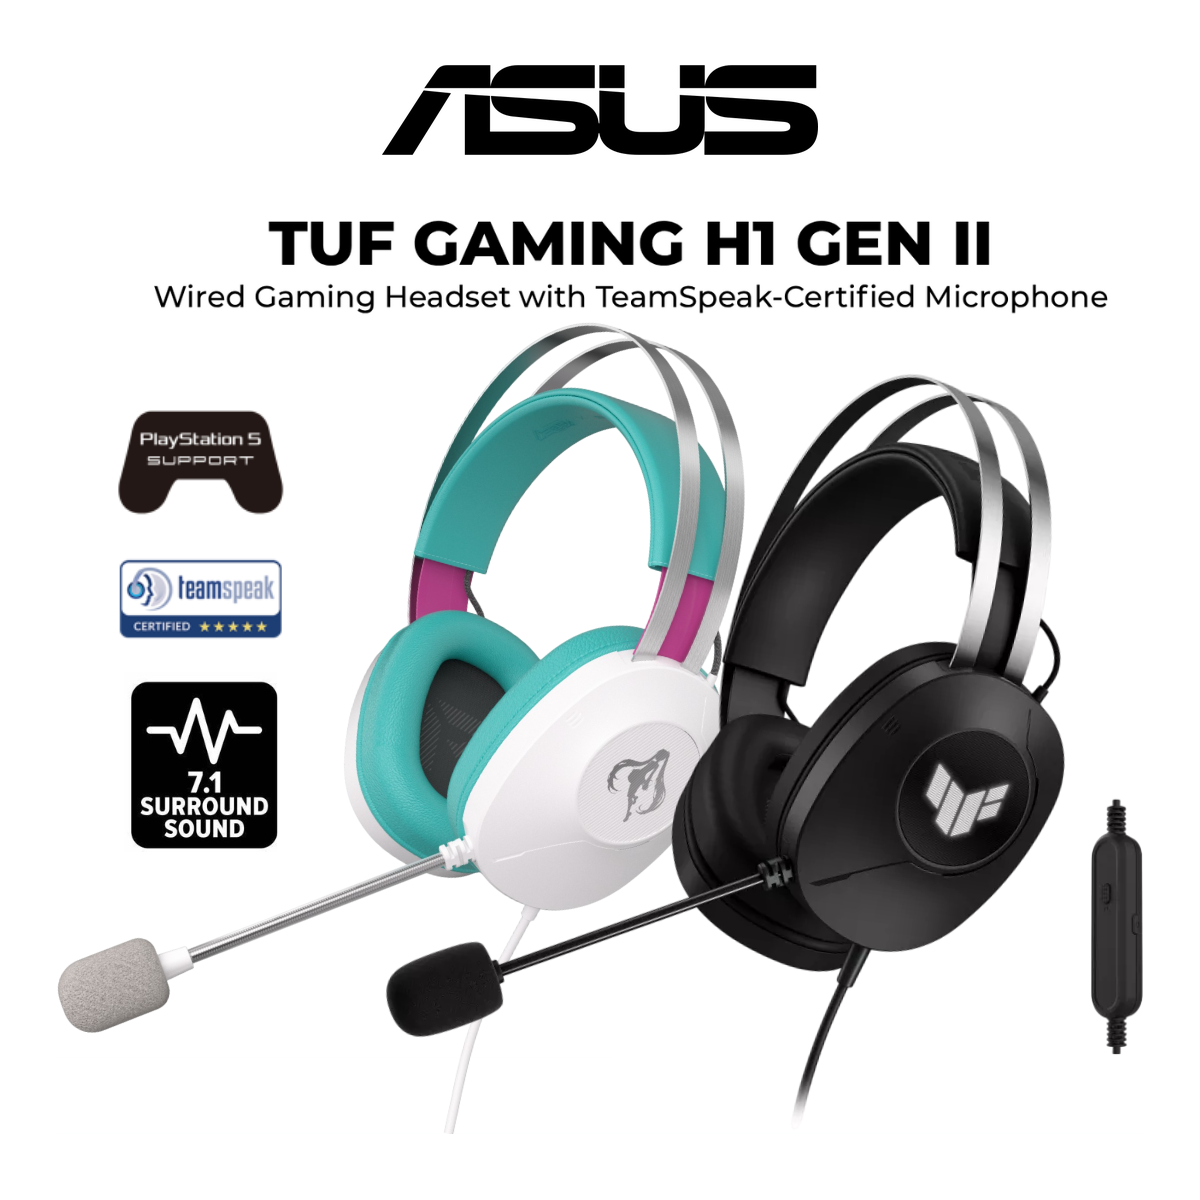 ASUS
TUF GAMING H1 GEN II
Wired Gaming Headset with TeamSpeak-Certified Microphone
PlayStation 5
SUPPORT
teamspeak
CERTIFIED ★★★★★
7.1
SURROUND
SOUND